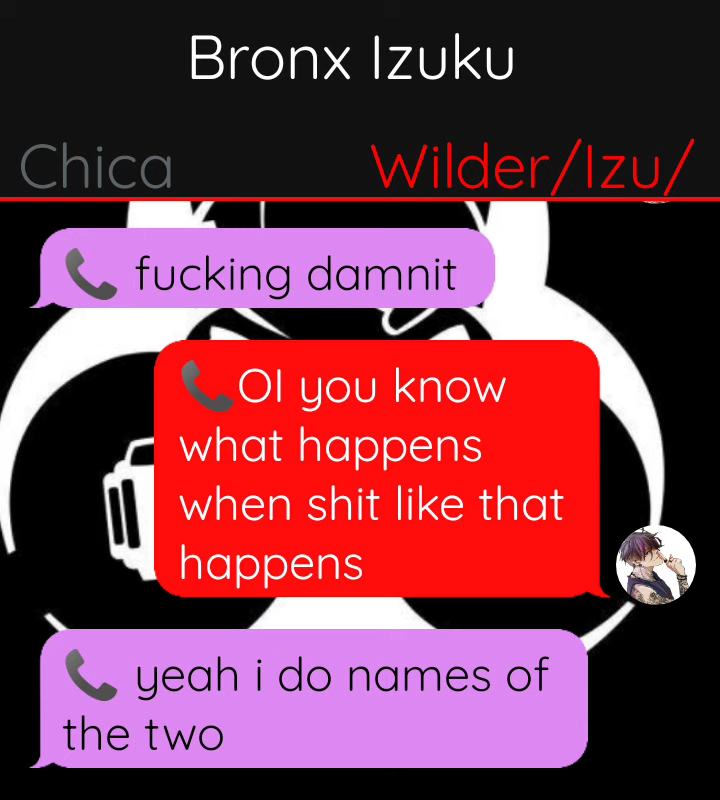 Bronx Izuku
Chica
Wilder/Izu/
📞 fucking damnit
📞OI you know
what happens
when shit like that
happens
📞 yeah i do names of
the two